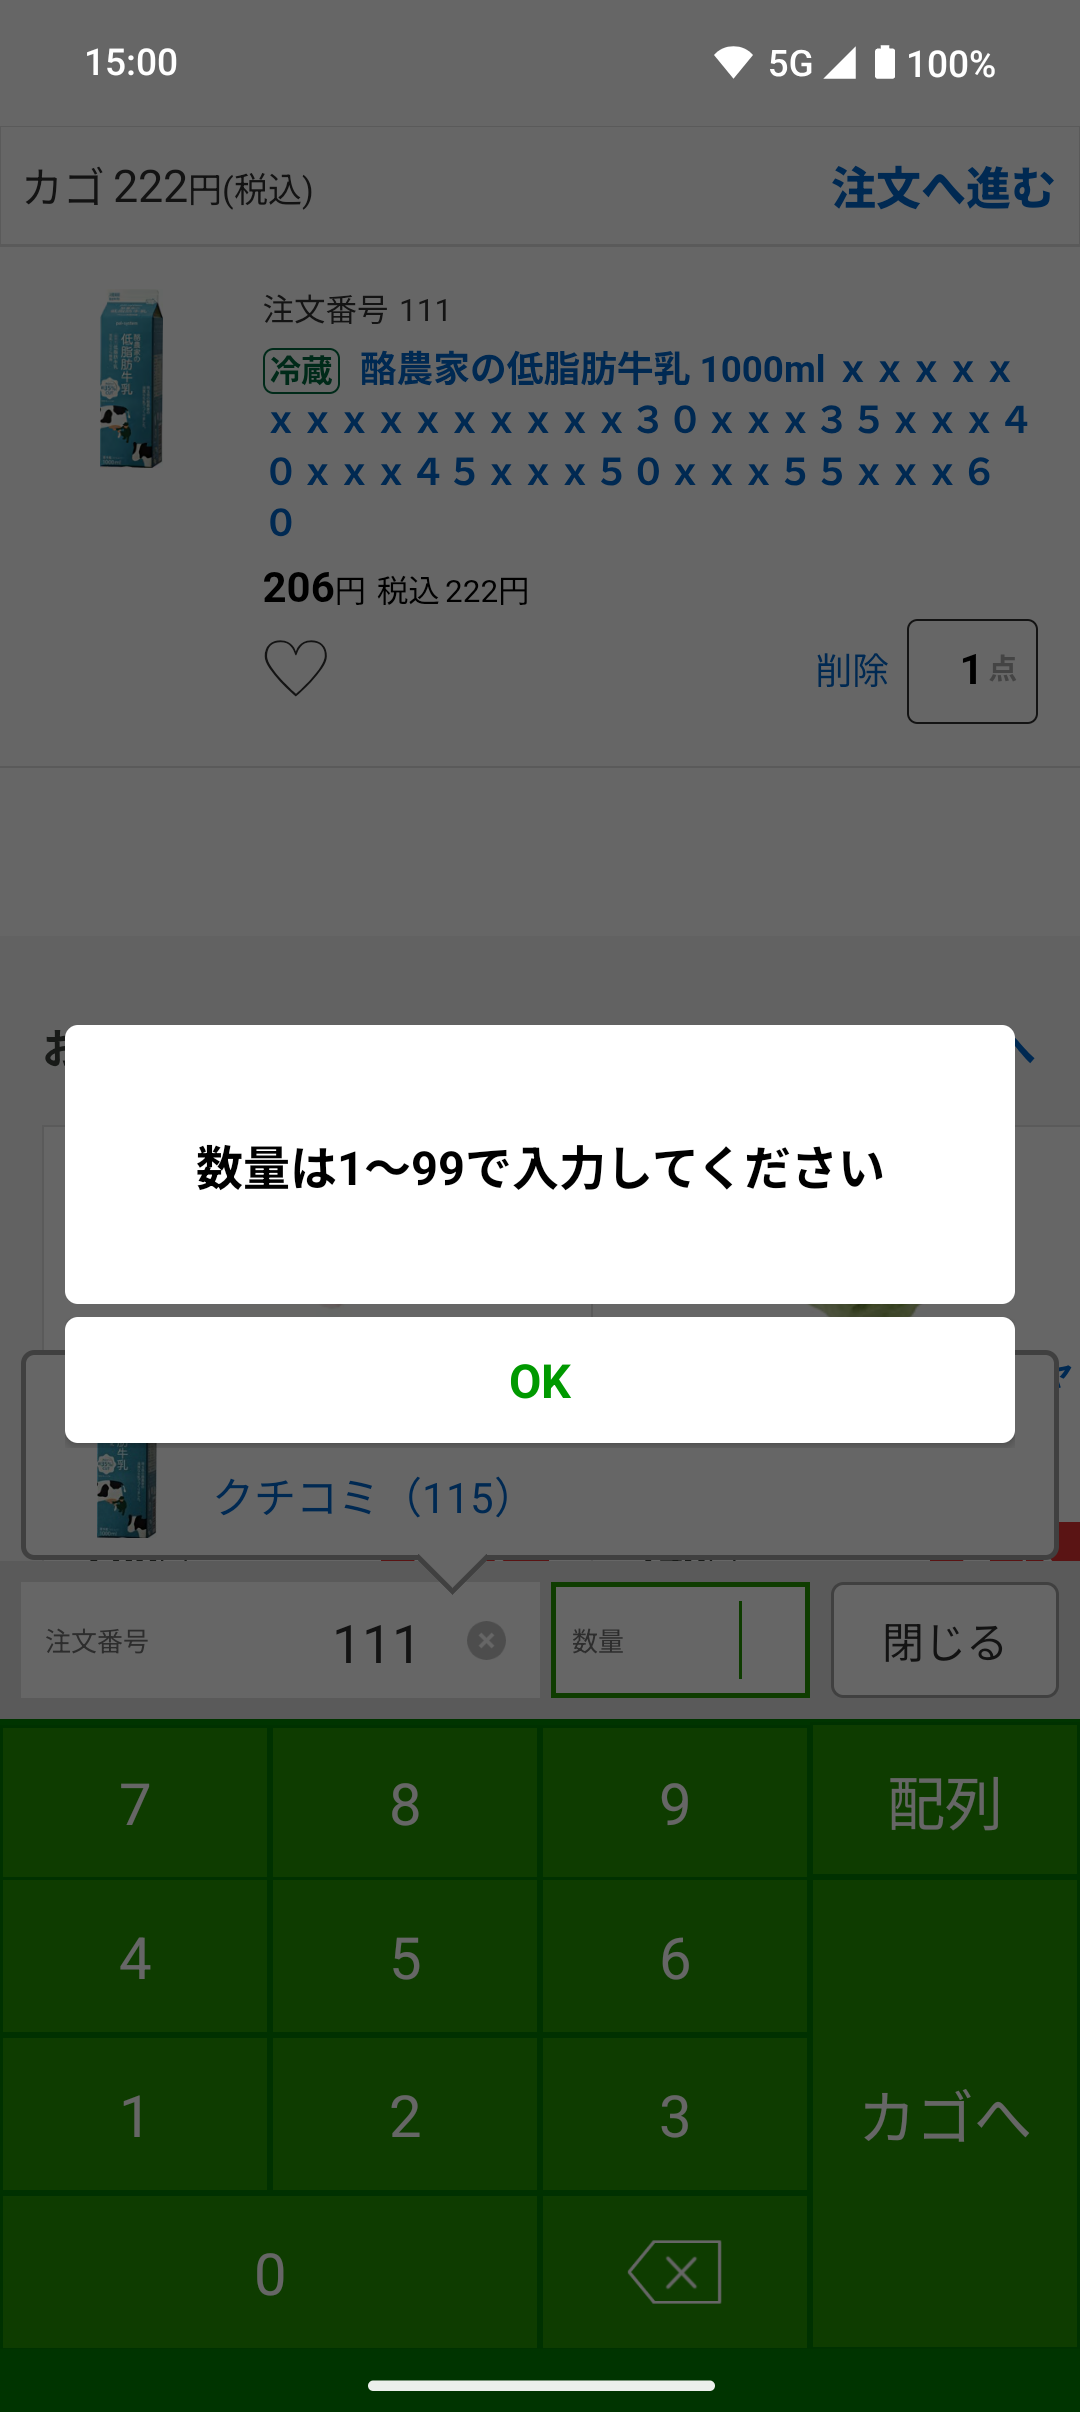 15:00 5G 100%
カゴ 222円(税込) 注文へ進む
注文番号 111
冷蔵 酪農家の低脂肪牛乳 1000ml ｘｘｘｘｘ
ｘｘｘｘｘｘｘｘｘｘ３０ｘｘｘ３５ｘｘｘ４
０ｘｘｘ４５ｘｘｘ５０ｘｘｘ５５ｘｘｘ６
０
206円 税込 222円
削除 1 点
数量は1～99で入力してください
OK
クチコミ（115）
注文番号 111 数量 閉じる
7 8 9 配列
4 5 6
1 2 3 カゴへ
0